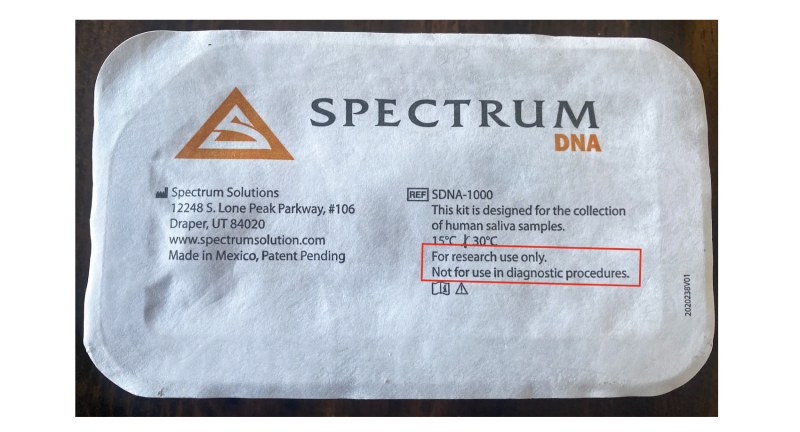 SPECTRUM
DNA
Spectrum Solutions
12248 S. Lone Peak Parkway, #106
Draper, UT 84020
www.spectrumsolution.com
Made in Mexico, Patent Pending
REF SDNA-1000
This kit is designed for the collection
of human saliva samples.
15°C 30°C
For research use only.
Not for use in diagnostic procedures.
2020238V01